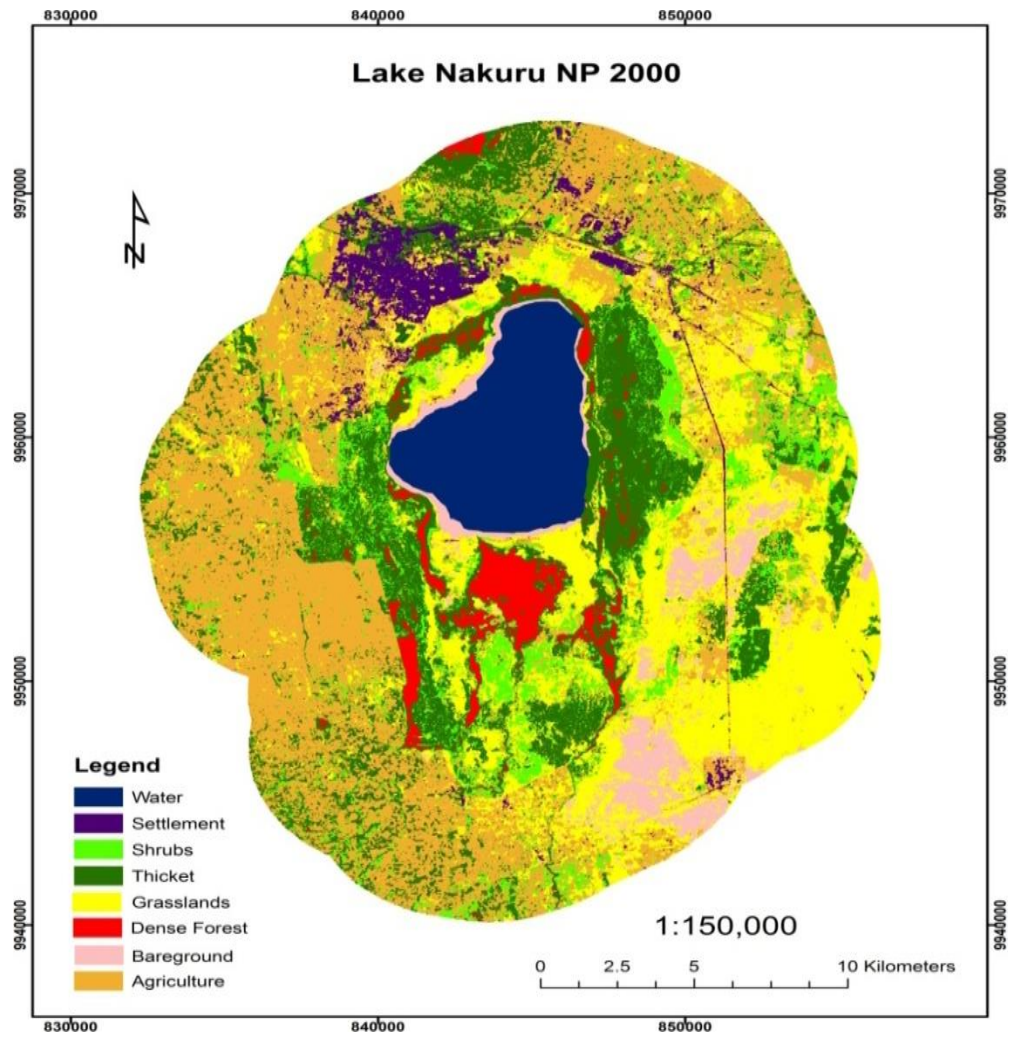 830000 840000 850000
Lake Nakuru NP 2000
9970000 9970000
N
9960000 9960000
9950000 9950000
Legend
Water
Settlement
Shrubs
Thicket
Grasslands
Dense Forest
Bareground
Agriculture
9940000 9940000
1:150,000
0 2.5 5 10 Kilometers
830000 840000 850000